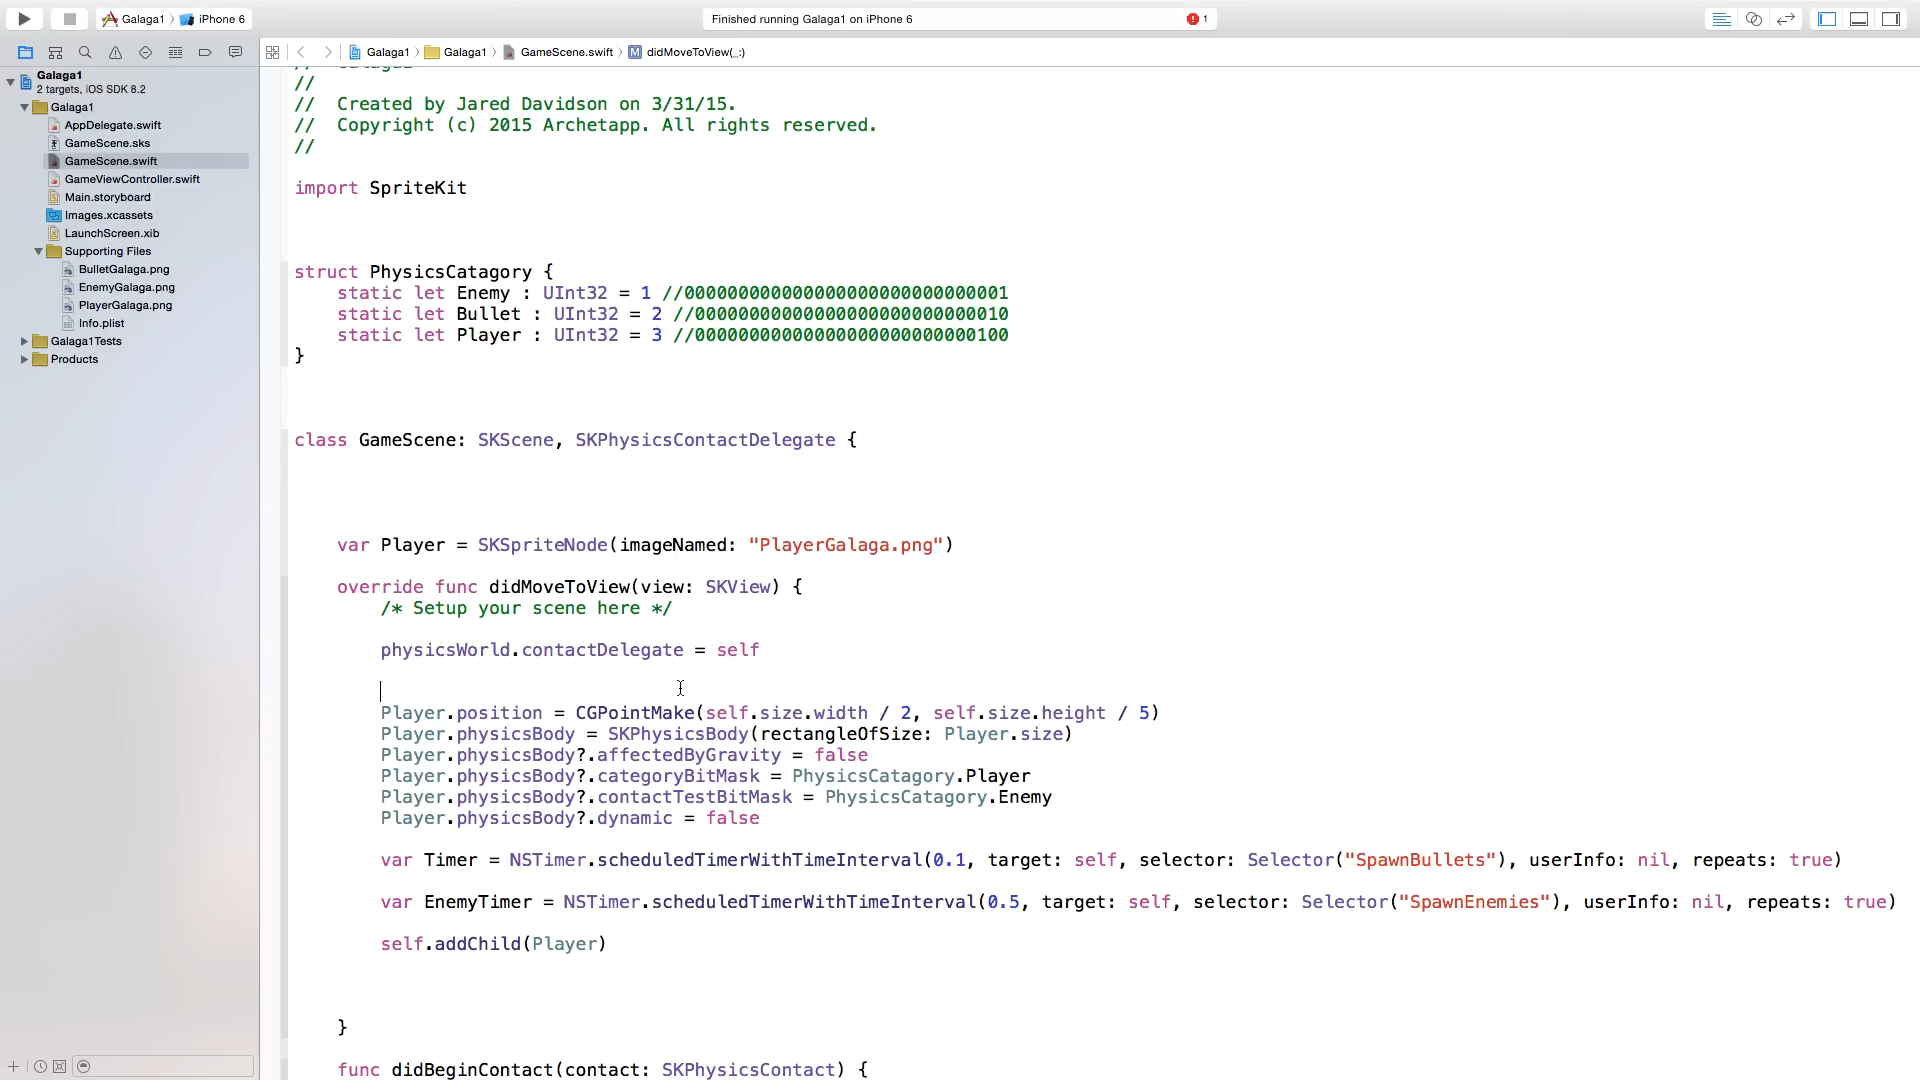 Galaga1 〉 iPhone 6
Finished running Galaga1 on iPhone 6
1
Galaga1 〉 Galaga1 〉 GameScene.swift 〉 M didMoveToView(_:)
Galaga1
2 targets, iOS SDK 8.2
Galaga1
AppDelegate.swift
GameScene.sks
GameScene.swift
GameViewController.swift
Main.storyboard
Images.xcassets
LaunchScreen.xib
Supporting Files
BulletGalaga.png
EnemyGalaga.png
PlayerGalaga.png
Info.plist
Galaga1Tests
Products
//
//  Created by Jared Davidson on 3/31/15.
//  Copyright (c) 2015 Archetapp. All rights reserved.
//
import SpriteKit
struct PhysicsCatagory {
static let Enemy : UInt32 = 1 //00000000000000000000000000001
static let Bullet : UInt32 = 2 //0000000000000000000000000010
static let Player : UInt32 = 3 //0000000000000000000000000100
}
class GameScene: SKScene, SKPhysicsContactDelegate {
var Player = SKSpriteNode(imageNamed: "PlayerGalaga.png")
override func didMoveToView(view: SKView) {
/* Setup your scene here */
physicsWorld.contactDelegate = self
Player.position = CGPointMake(self.size.width / 2, self.size.height / 5)
Player.physicsBody = SKPhysicsBody(rectangleOfSize: Player.size)
Player.physicsBody?.affectedByGravity = false
Player.physicsBody?.categoryBitMask = PhysicsCatagory.Player
Player.physicsBody?.contactTestBitMask = PhysicsCatagory.Enemy
Player.physicsBody?.dynamic = false
var Timer = NSTimer.scheduledTimerWithTimeInterval(0.1, target: self, selector: Selector("SpawnBullets"), userInfo: nil, repeats: true)
var EnemyTimer = NSTimer.scheduledTimerWithTimeInterval(0.5, target: self, selector: Selector("SpawnEnemies"), userInfo: nil, repeats: true)
self.addChild(Player)
}
func didBeginContact(contact: SKPhysicsContact) {